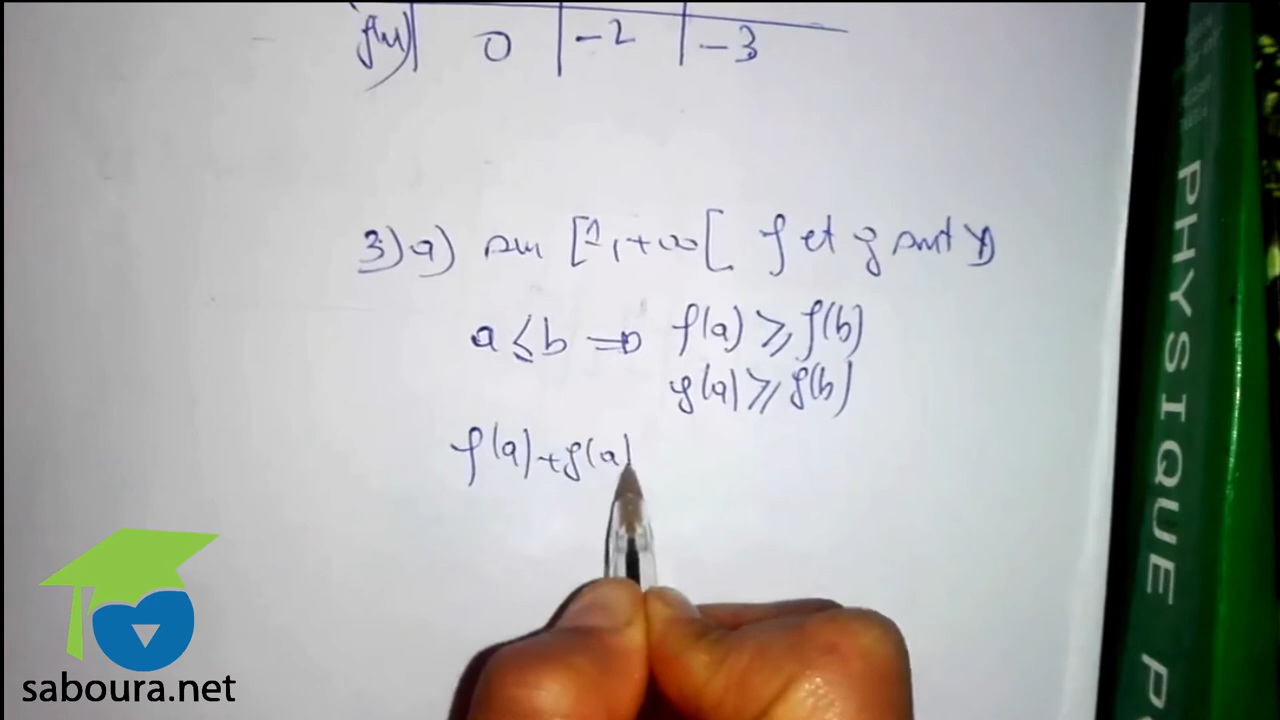 f(x) | 0 | -2 | -3
3) a) sur [1, +∞[ f et g sont ↘
a ≤ b ⇒ f(a) ≥ f(b)
g(a) ≥ g(b)
f(a) + g(a)
PHYSIQUE P
saboura.net